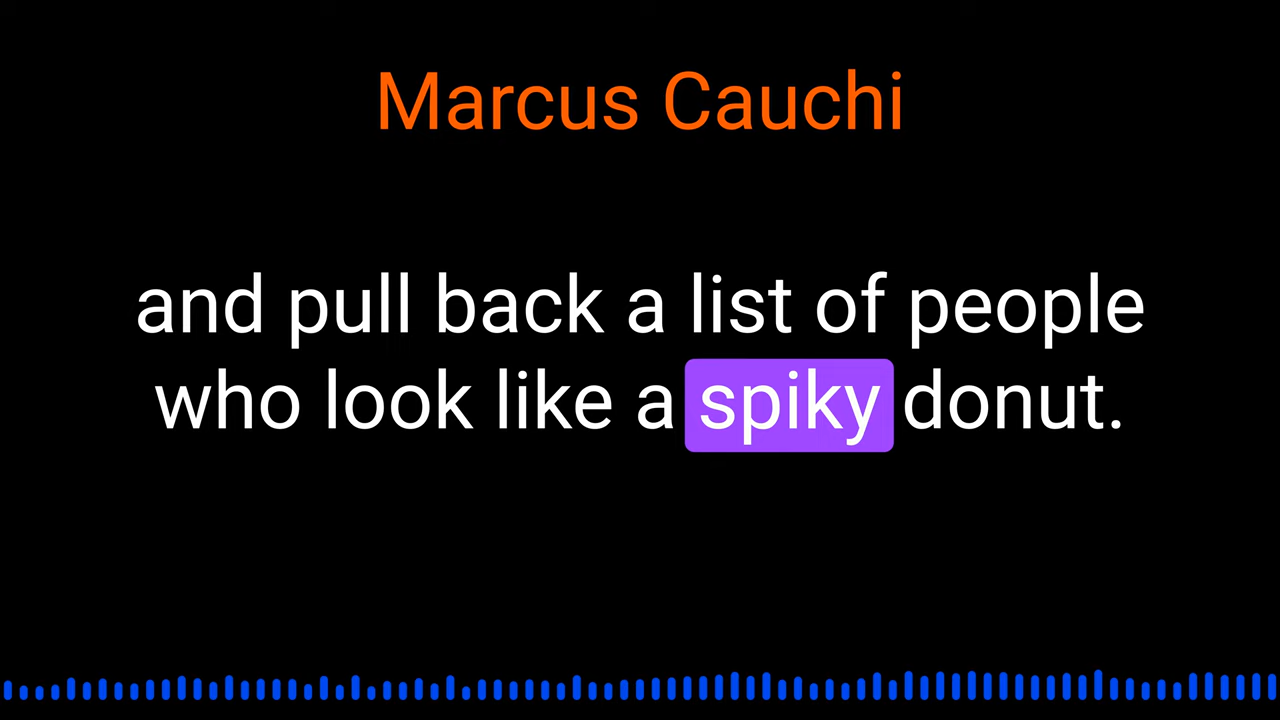 Marcus Cauchi
and pull back a list of people
who look like a spiky donut.